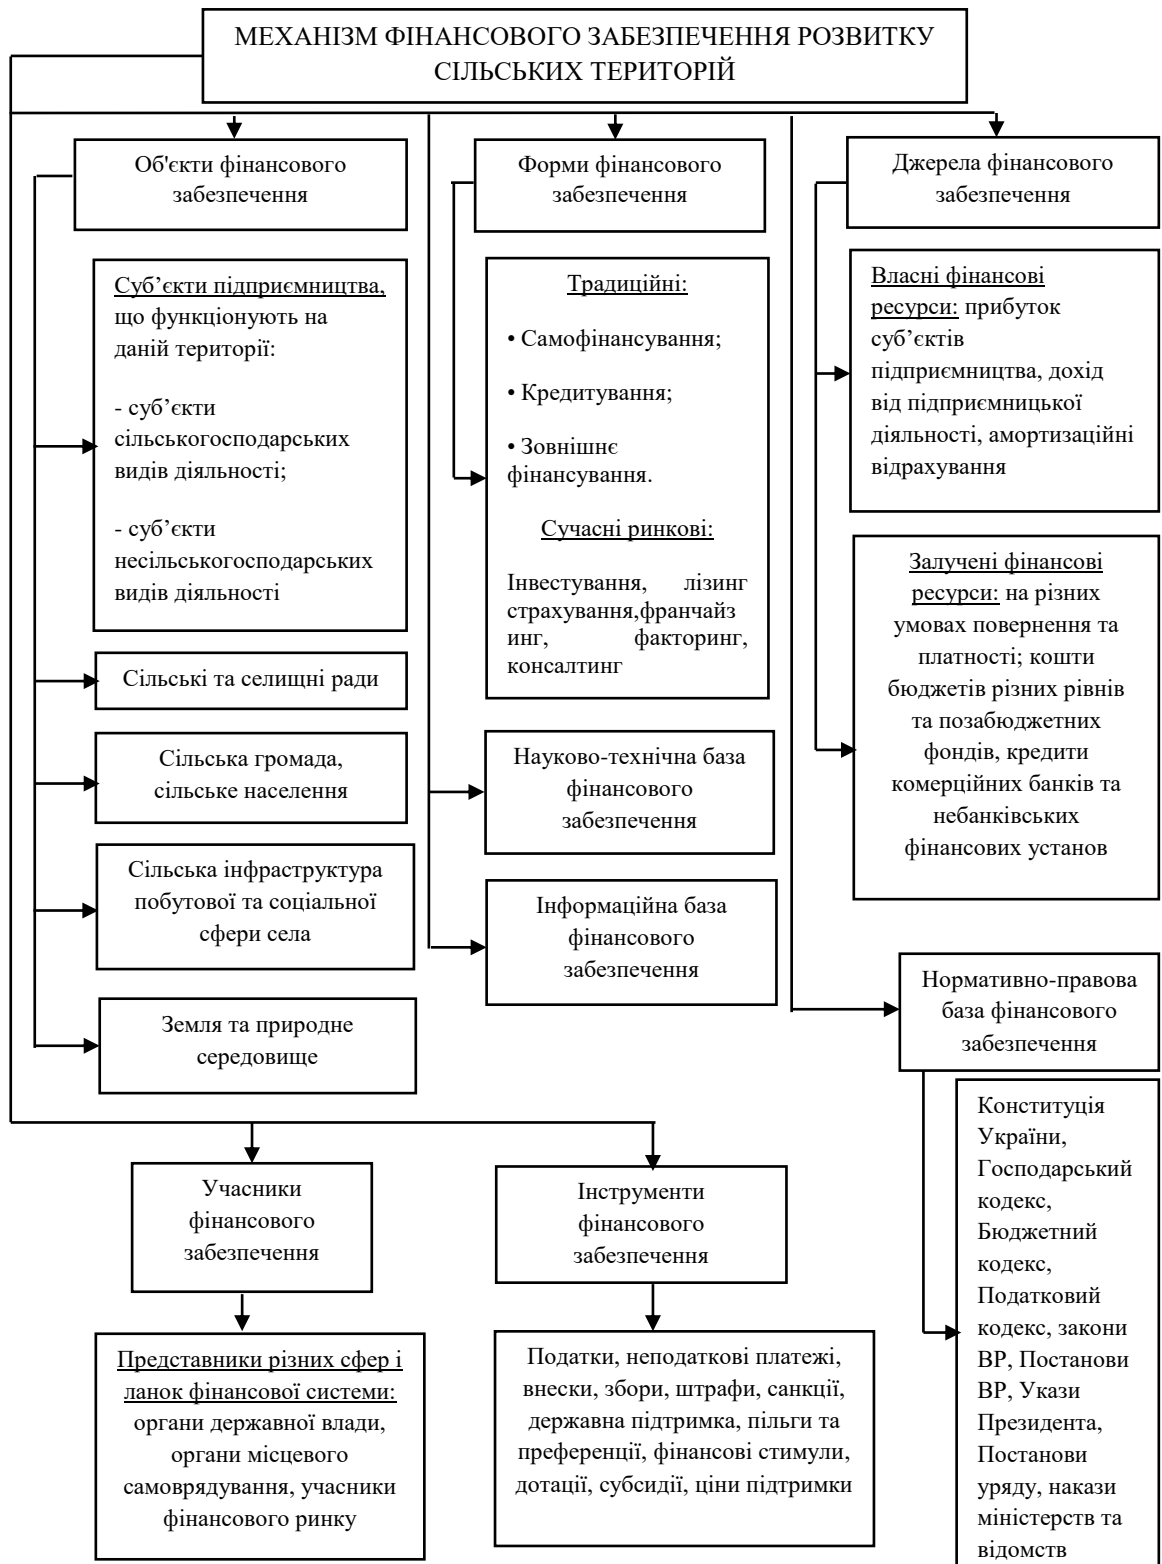 МЕХАНІЗМ ФІНАНСОВОГО ЗАБЕЗПЕЧЕННЯ РОЗВИТКУ
СІЛЬСЬКИХ ТЕРИТОРІЙ
Об'єкти фінансового
забезпечення
Суб’єкти підприємництва,
що функціонують на
даній території:
- суб’єкти
сільськогосподарських
видів діяльності;
- суб’єкти
несільськогосподарських
видів діяльності
Сільські та селищні ради
Сільська громада,
сільське населення
Сільська інфраструктура
побутової та соціальної
сфери села
Земля та природне
середовище
Форми фінансового
забезпечення
Традиційні:
• Самофінансування;
• Кредитування;
• Зовнішнє
фінансування.
Сучасні ринкові:
Інвестування, лізинг
страхування,франчайз
инг, факторинг,
консалтинг
Науково-технічна база
фінансового
забезпечення
Інформаційна база
фінансового
забезпечення
Джерела фінансового
забезпечення
Власні фінансові
ресурси: прибуток
суб’єктів
підприємництва, дохід
від підприємницької
діяльності, амортизаційні
відрахування
Залучені фінансові
ресурси: на різних
умовах повернення та
платності; кошти
бюджетів різних рівнів
та позабюджетних
фондів, кредити
комерційних банків та
небанківських
фінансових установ
Нормативно-правова
база фінансового
забезпечення
Конституція
України,
Господарський
кодекс,
Бюджетний
кодекс,
Податковий
кодекс, закони
ВР, Постанови
ВР, Укази
Президента,
Постанови
уряду, накази
міністерств та
відомств
Учасники
фінансового
забезпечення
Представники різних сфер і
ланок фінансової системи:
органи державної влади,
органи місцевого
самоврядування, учасники
фінансового ринку
Інструменти
фінансового
забезпечення
Податки, неподаткові платежі,
внески, збори, штрафи, санкції,
державна підтримка, пільги та
преференції, фінансові стимули,
дотації, субсидії, ціни підтримки